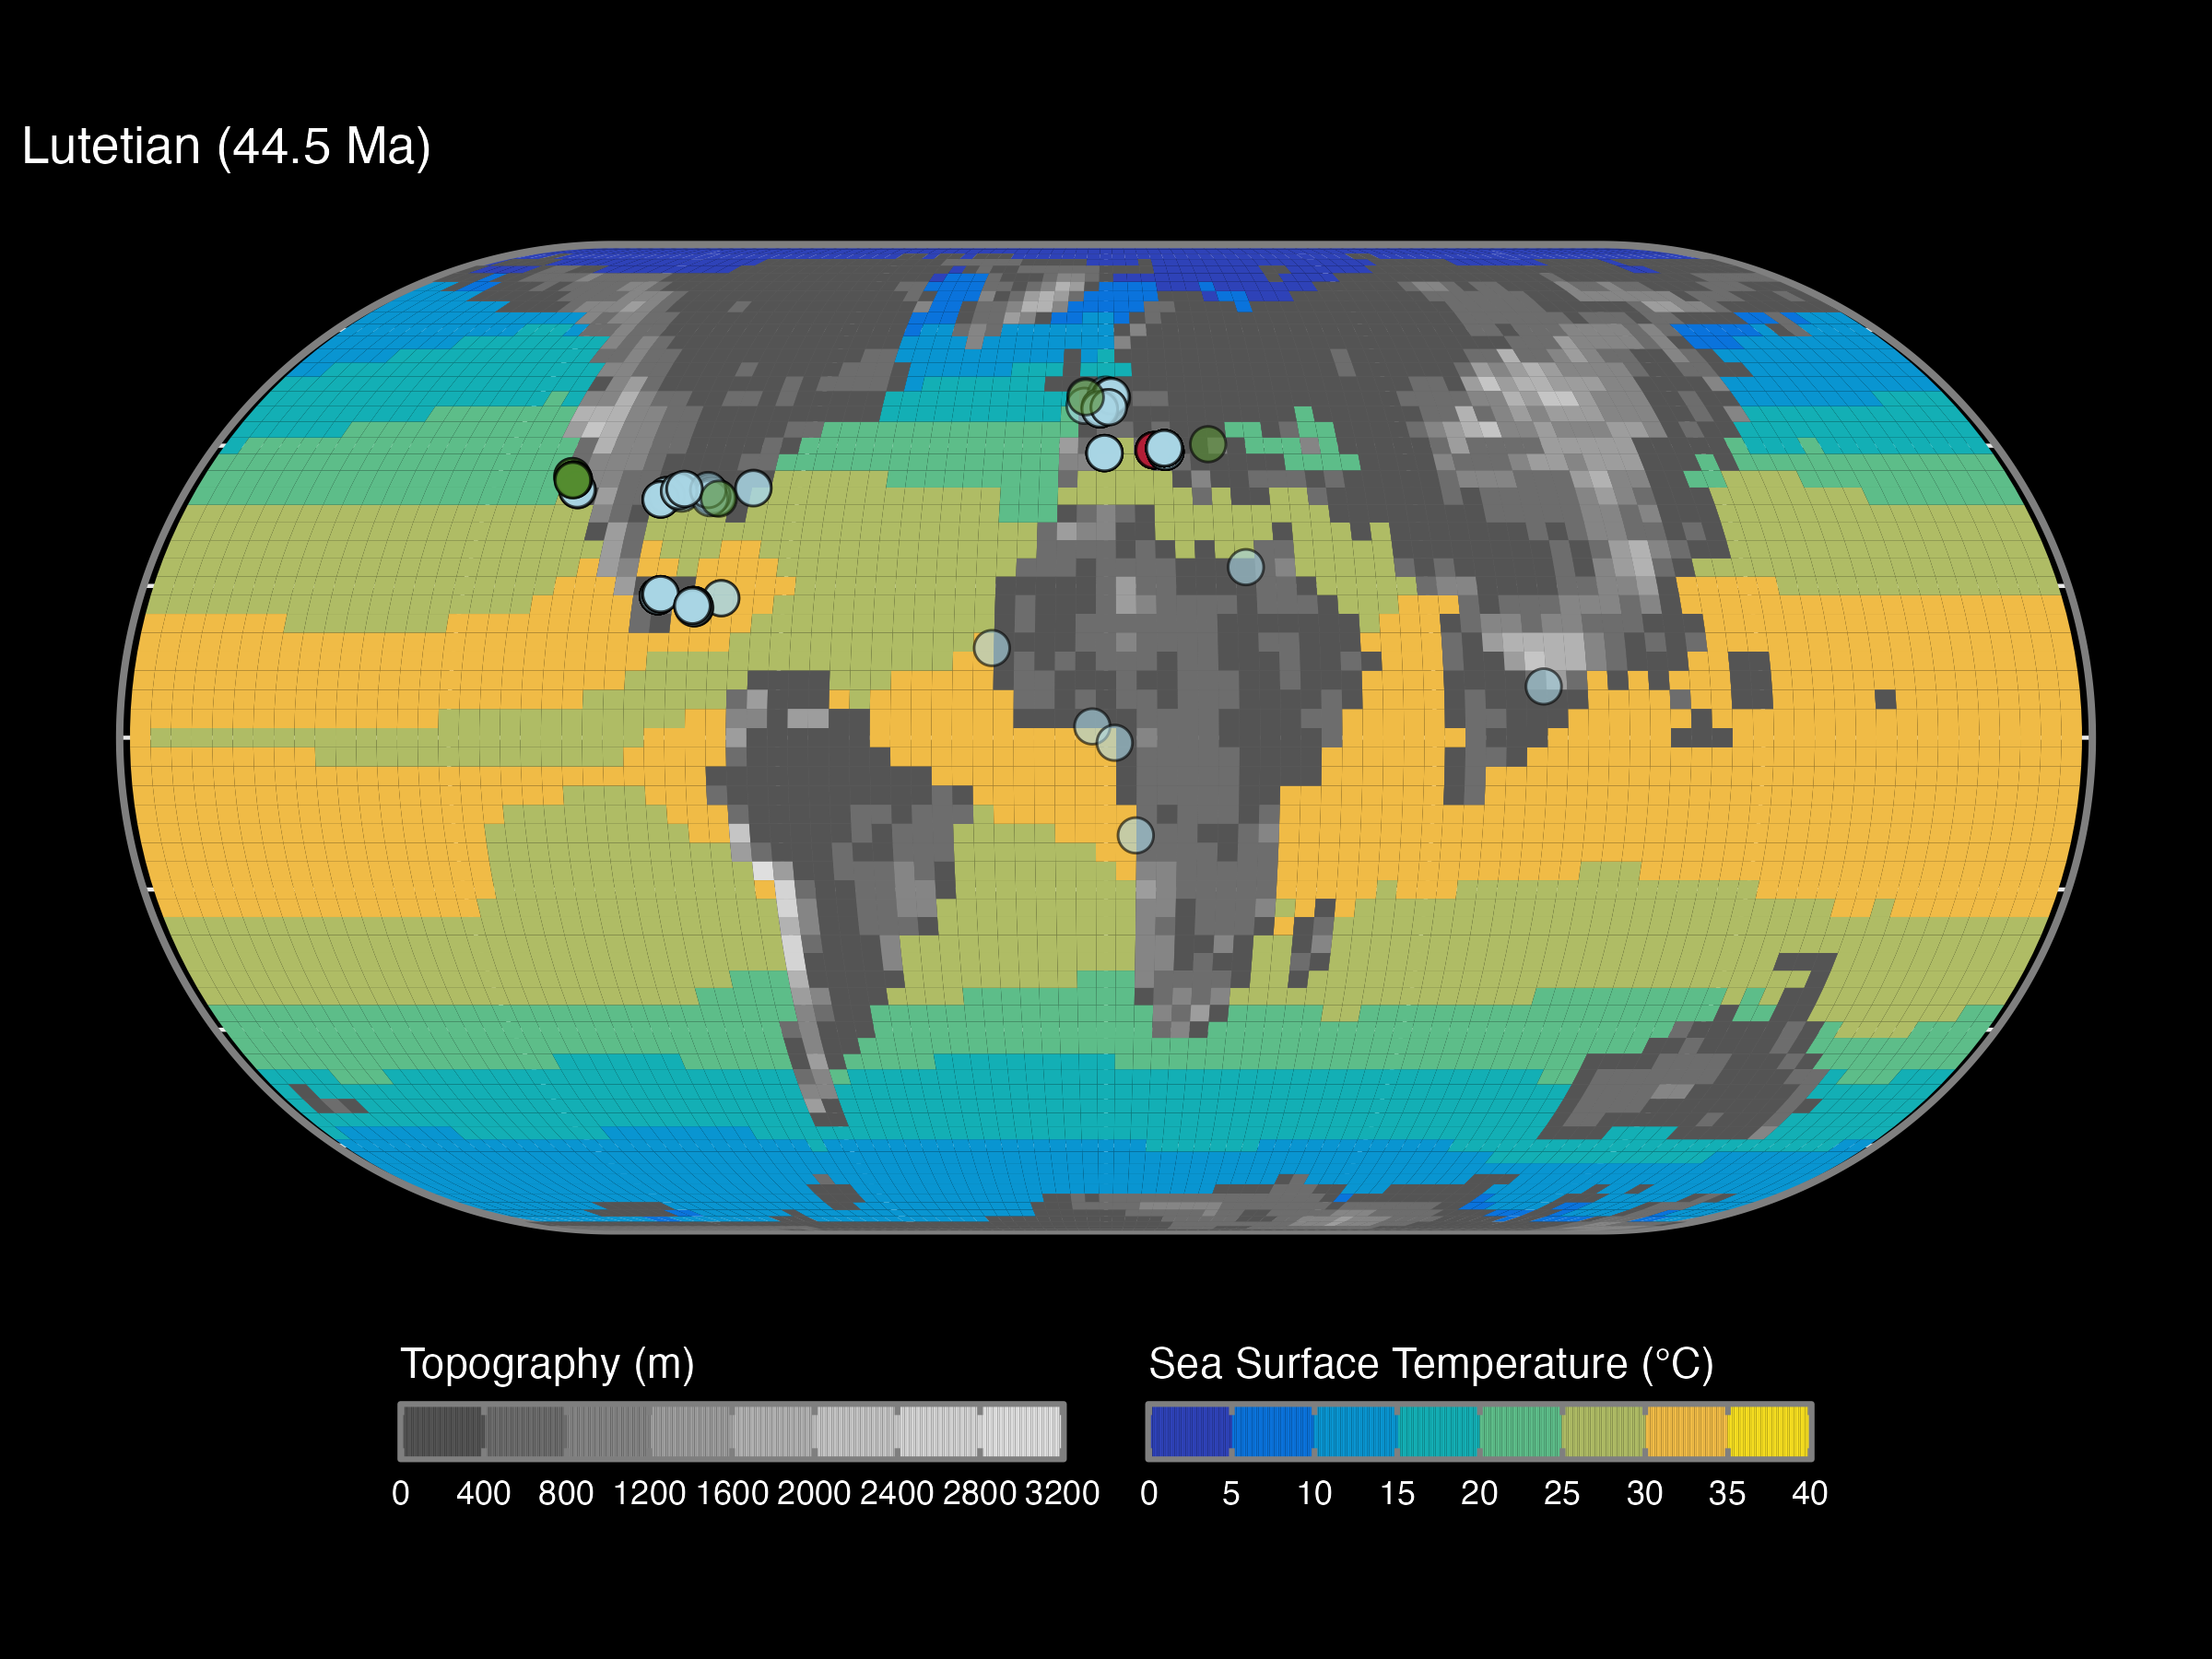 Lutetian (44.5 Ma)
Topography (m)
0 400 800 1200 1600 2000 2400 2800 3200
Sea Surface Temperature (°C)
0 5 10 15 20 25 30 35 40